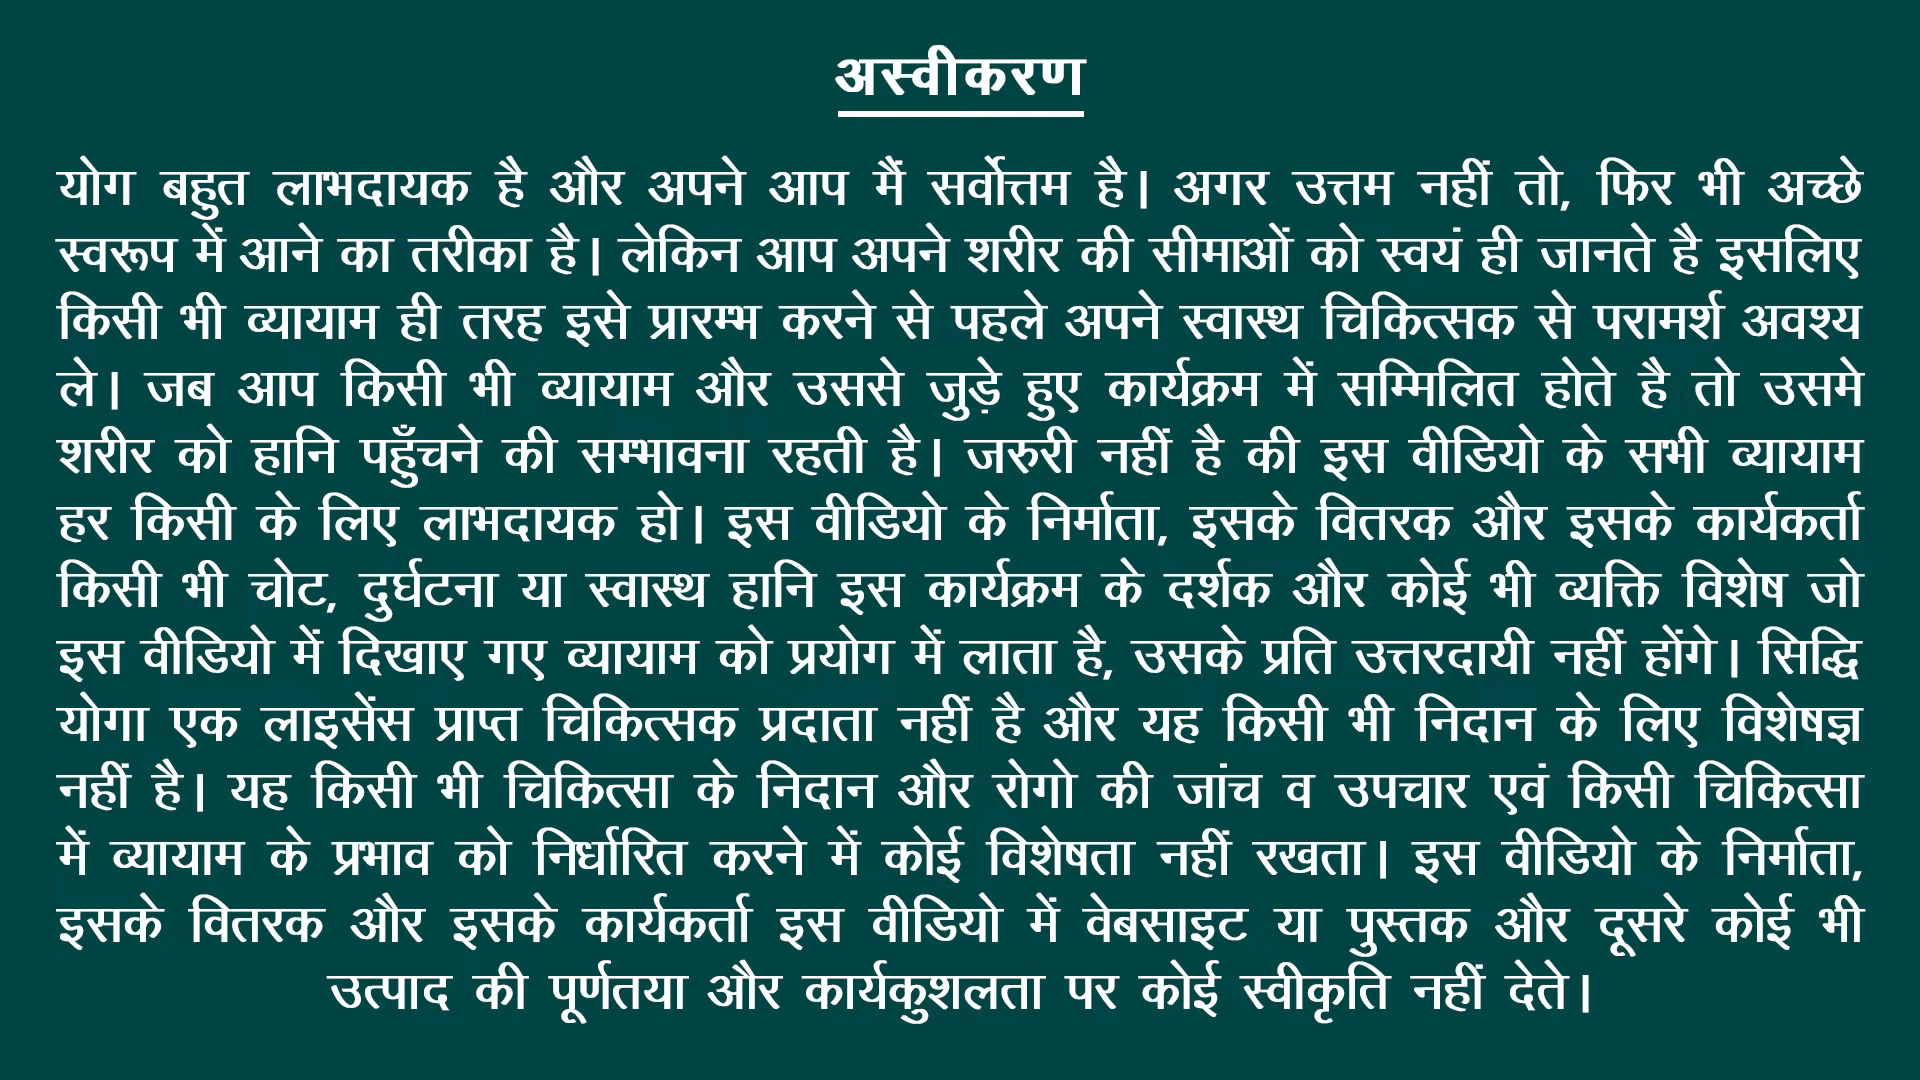 अस्वीकरण
योग बहुत लाभदायक है और अपने आप मैं सर्वोत्तम है। अगर उत्तम नहीं तो, फिर भी अच्छे
स्वरूप में आने का तरीका है। लेकिन आप अपने शरीर की सीमाओं को स्वयं ही जानते है इसलिए
किसी भी व्यायाम ही तरह इसे प्रारम्भ करने से पहले अपने स्वास्थ चिकित्सक से परामर्श अवश्य
ले। जब आप किसी भी व्यायाम और उससे जुड़े हुए कार्यक्रम में सम्मिलित होते है तो उसमे
शरीर को हानि पहुँचने की सम्भावना रहती है। जरुरी नहीं है की इस वीडियो के सभी व्यायाम
हर किसी के लिए लाभदायक हो। इस वीडियो के निर्माता, इसके वितरक और इसके कार्यकर्ता
किसी भी चोट, दुर्घटना या स्वास्थ हानि इस कार्यक्रम के दर्शक और कोई भी व्यक्ति विशेष जो
इस वीडियो में दिखाए गए व्यायाम को प्रयोग में लाता है, उसके प्रति उत्तरदायी नहीं होंगे। सिद्धि
योगा एक लाइसेंस प्राप्त चिकित्सक प्रदाता नहीं है और यह किसी भी निदान के लिए विशेषज्ञ
नहीं है। यह किसी भी चिकित्सा के निदान और रोगो की जांच व उपचार एवं किसी चिकित्सा
में व्यायाम के प्रभाव को निर्धारित करने में कोई विशेषता नहीं रखता। इस वीडियो के निर्माता,
इसके वितरक और इसके कार्यकर्ता इस वीडियो में वेबसाइट या पुस्तक और दूसरे कोई भी
उत्पाद की पूर्णतया और कार्यकुशलता पर कोई स्वीकृति नहीं देते।